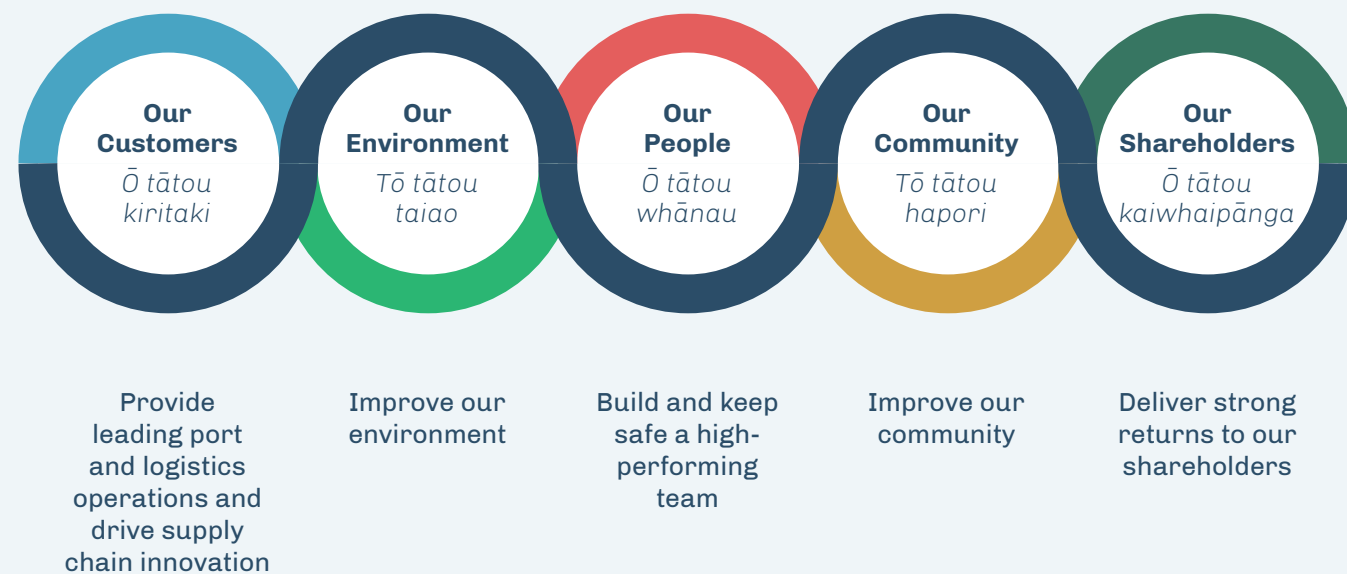 Our
Customers
Ō tātou
kiritaki
Our
Environment
Tō tātou
taiao
Our
People
Ō tātou
whānau
Our
Community
Tō tātou
hapori
Our
Shareholders
Ō tātou
kaiwhaipānga
Provide
leading port
and logistics
operations and
drive supply
chain innovation
Improve our
environment
Build and keep
safe a high-
performing
team
Improve our
community
Deliver strong
returns to our
shareholders